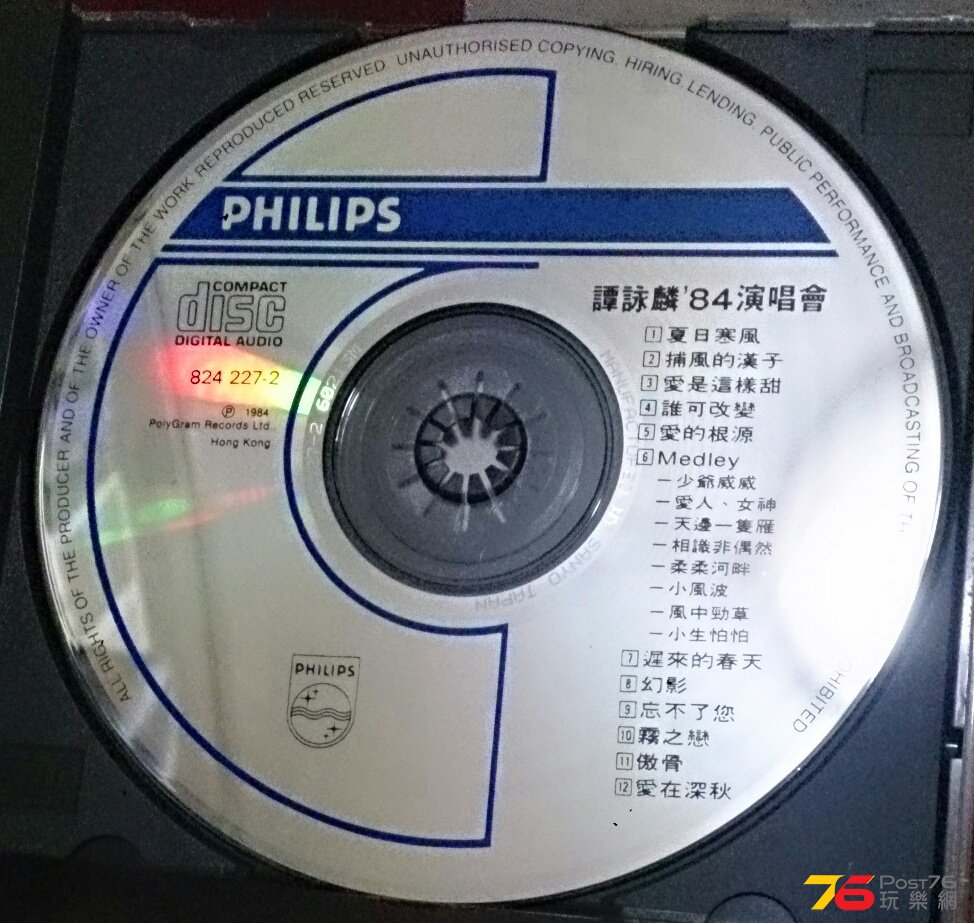 ALL RIGHTS OF THE PRODUCER AND OF THE OWNER OF THE WORK REPRODUCED RESERVED. UNAUTHORISED COPYING, HIRING, LENDING, PUBLIC PERFORMANCE AND BROADCASTING OF
HIBITED
PHILIPS
COMPACT
disc
DIGITAL AUDIO
824 227-2
Ⓟ 1984
PolyGram Records Ltd.
Hong Kong
譚詠麟'84演唱會
1 夏日寒風
2 捕風的漢子
3 愛是這樣甜
4 誰可改變
5 愛的根源
6 Medley
—少爺威威
—愛人、女神
—天邊一隻雁
—相識非偶然
—柔柔河畔
—小風波
—風中勁草
—小生怕怕
7 遲來的春天
8 幻影
9 忘不了您
10 霧之戀
11 傲骨
12 愛在深秋
PHILIPS
SANYO, JAPAN
76 POST76
玩樂網